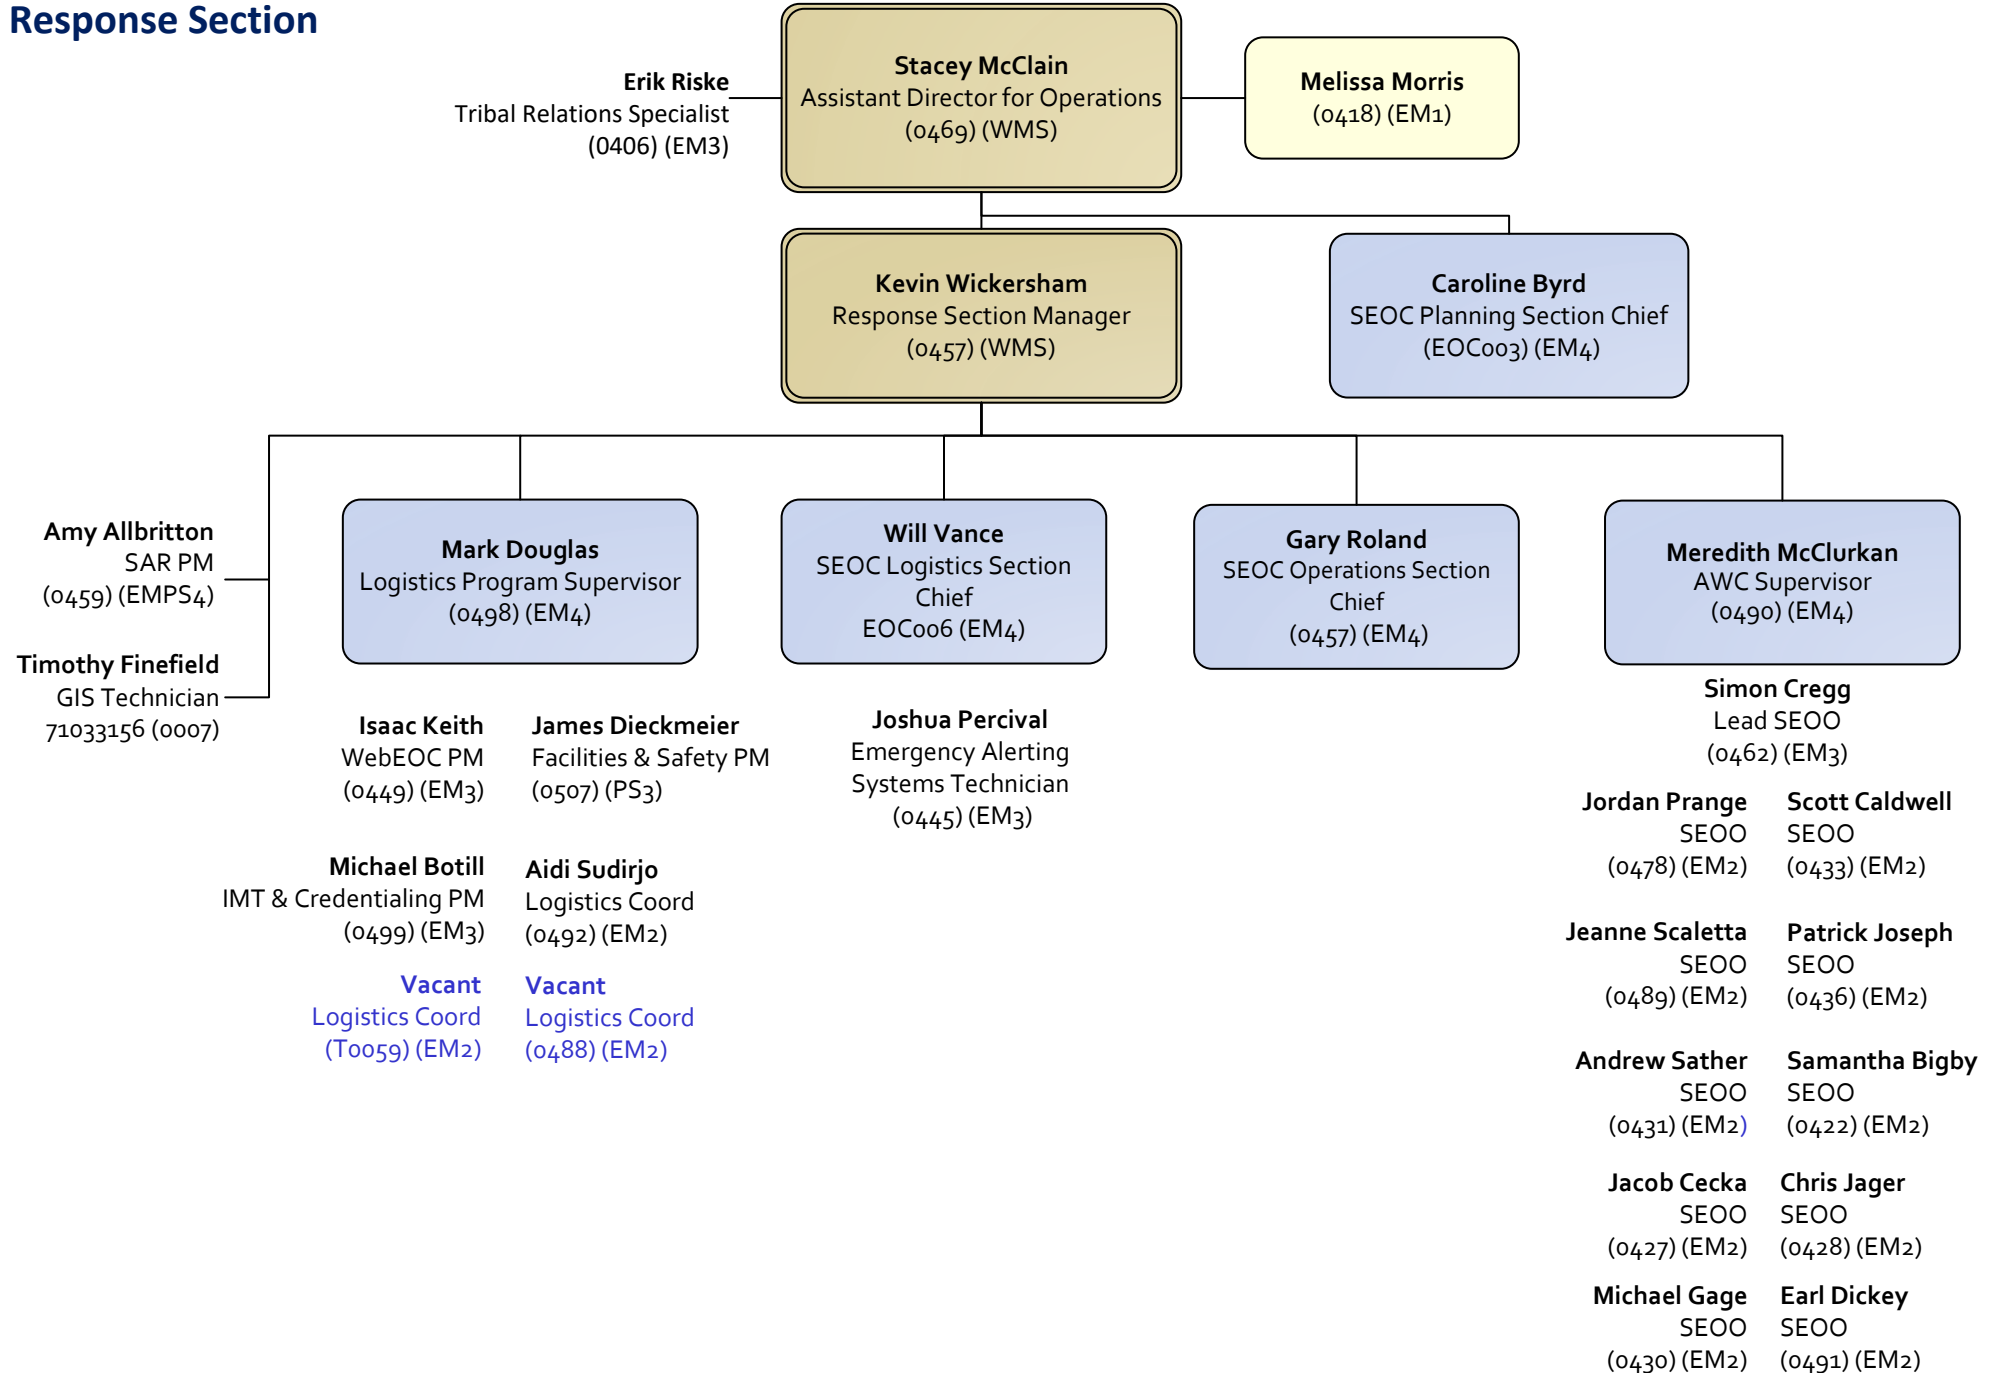 Response Section
Stacey McClain
Assistant Director for Operations
(0469) (WMS)
Erik Riske
Tribal Relations Specialist
(0406) (EM3)
Melissa Morris
(0418) (EM1)
Kevin Wickersham
Response Section Manager
(0457) (WMS)
Caroline Byrd
SEOC Planning Section Chief
(EOC003) (EM4)
Amy Allbritton
SAR PM
(0459) (EMPS4)
Timothy Finefield
GIS Technician
71033156 (0007)
Mark Douglas
Logistics Program Supervisor
(0498) (EM4)
Isaac Keith
WebEOC PM
(0449) (EM3)
James Dieckmeier
Facilities & Safety PM
(0507) (PS3)
Michael Botill
IMT & Credentialing PM
(0499) (EM3)
Aidi Sudirjo
Logistics Coord
(0492) (EM2)
Vacant
Logistics Coord
(T0059) (EM2)
Vacant
Logistics Coord
(0488) (EM2)
Will Vance
SEOC Logistics Section
Chief
EOC006 (EM4)
Joshua Percival
Emergency Alerting
Systems Technician
(0445) (EM3)
Gary Roland
SEOC Operations Section
Chief
(0457) (EM4)
Meredith McClurkan
AWC Supervisor
(0490) (EM4)
Simon Cregg
Lead SEOO
(0462) (EM3)
Jordan Prange
SEOO
(0478) (EM2)
Scott Caldwell
SEOO
(0433) (EM2)
Jeanne Scaletta
SEOO
(0489) (EM2)
Patrick Joseph
SEOO
(0436) (EM2)
Andrew Sather
SEOO
(0431) (EM2)
Samantha Bigby
SEOO
(0422) (EM2)
Jacob Cecka
SEOO
(0427) (EM2)
Chris Jager
SEOO
(0428) (EM2)
Michael Gage
SEOO
(0430) (EM2)
Earl Dickey
SEOO
(0491) (EM2)